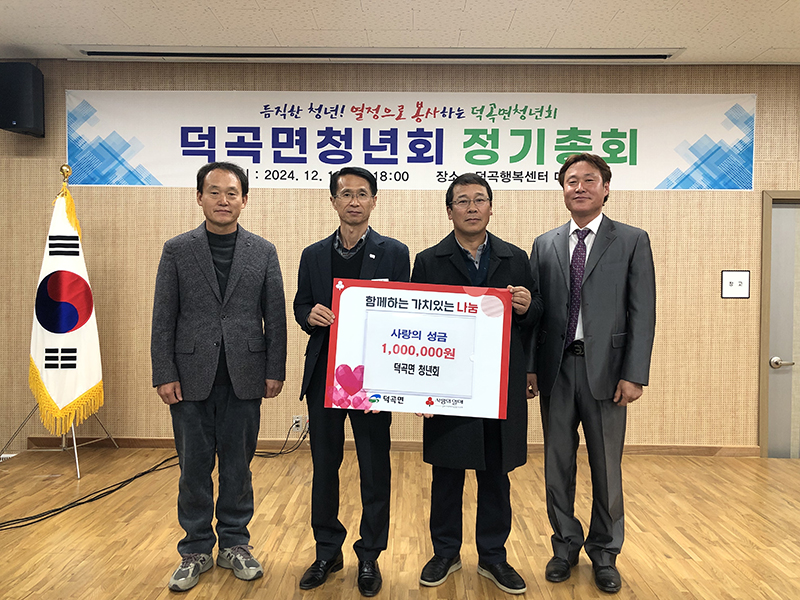 듬직한 청년! 열정으로 봉사하는 덕곡면청년회
덕곡면청년회 정기총회
: 2024. 12. 18:00 장소 덕곡행복센터
함께하는 가치있는 나눔
사랑의 성금
1,000,000원
덕곡면 청년회
덕곡면 사랑의열매
창고